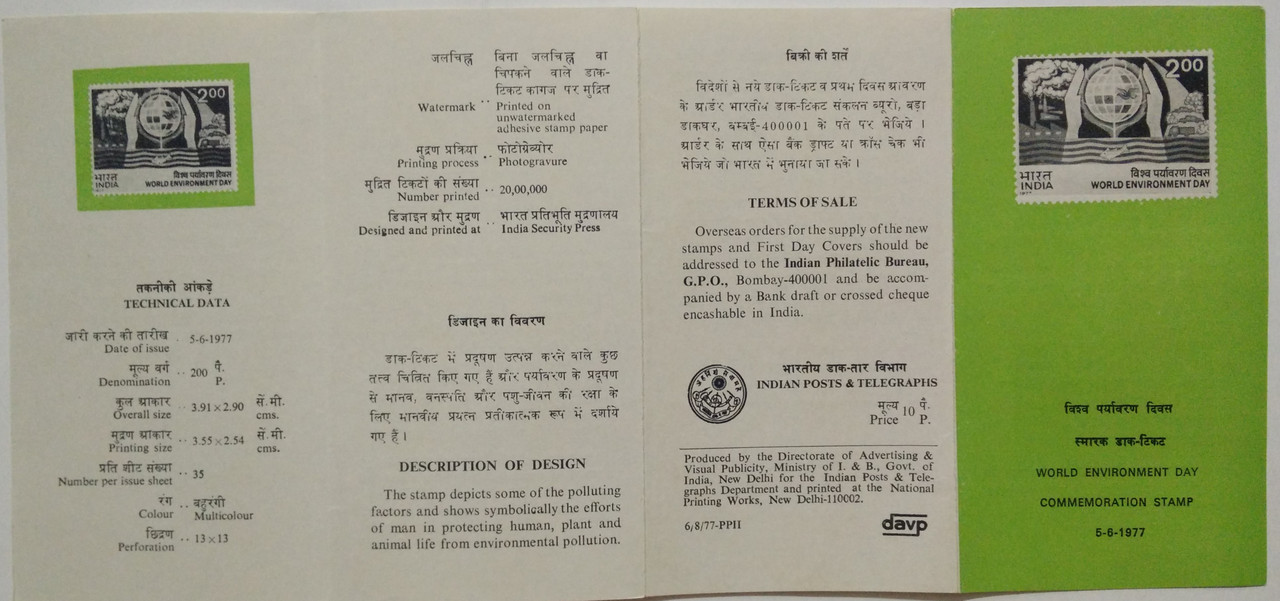 2.00
भारत
INDIA
विश्व पर्यावरण दिवस
WORLD ENVIRONMENT DAY
तकनीकी आंकड़े
TECHNICAL DATA
जारी करने की तारीख . 5-6-1977
Date of issue
मूल्य वर्ग .. 200 पै.
Denomination P.
कुल आकार .. 3.91×2.90 सें.मी.
Overall size cms.
मुद्रण आकार .. 3.55×2.54 सें.मी.
Printing size cms.
प्रति शीट संख्या .. 35
Number per issue sheet
रंग .. बहुरंगी
Colour Multicolour
छिद्रण .. 13×13
Perforation
जलचिह्न बिना जलचिह्न वा
चिपकने वाले डाक-
टिकट कागज पर मुद्रित
Watermark .. Printed on
unwatermarked
adhesive stamp paper
मुद्रण प्रक्रिया .. फोटोग्रेव्योर
Printing process Photogravure
मुद्रित टिकटों की संख्या .. 20,00,000
Number printed
डिजाइन और मुद्रण .. भारत प्रतिभूति मुद्रणालय
Designed and printed at India Security Press
डिजाइन का विवरण
डाक-टिकट में प्रदूषण उत्पन्न करने वाले कुछ
तत्व चित्रित किए गए हैं और पर्यावरण के प्रदूषण
से मानव, वनस्पति और पशु-जीवन की रक्षा के
लिए मानवीय प्रयत्न प्रतीकात्मक रूप में दर्शाये
गए हैं ।
DESCRIPTION OF DESIGN
The stamp depicts some of the polluting
factors and shows symbolically the efforts
of man in protecting human, plant and
animal life from environmental pollution.
बिक्री की शर्तें
विदेशों से नये डाक-टिकट व प्रथम दिवस आवरण
के आर्डर भारतीय डाक-टिकट संकलन ब्यूरो, बड़ा
डाकघर, बम्बई-400001 के पते पर भेजिये ।
आर्डर के साथ ऐसा बैंक ड्राफ्ट या क्रॉस चेक भी
भेजिये जो भारत में भुनाया जा सके ।
TERMS OF SALE
Overseas orders for the supply of the new
stamps and First Day Covers should be
addressed to the Indian Philatelic Bureau,
G.P.O., Bombay-400001 and be accom-
panied by a Bank draft or crossed cheque
encashable in India.
भारतीय डाक-तार विभाग
INDIAN POSTS & TELEGRAPHS
मूल्य 10 पै.
Price P.
Produced by the Directorate of Advertising &
Visual Publicity, Ministry of I. & B., Govt. of
India, New Delhi for the Indian Posts & Tele-
graphs Department and printed at the National
Printing Works, New Delhi-110002.
6/8/77-PPII
davp
2.00
भारत
INDIA
1977
विश्व पर्यावरण दिवस
WORLD ENVIRONMENT DAY
विश्व पर्यावरण दिवस
स्मारक डाक-टिकट
WORLD ENVIRONMENT DAY
COMMEMORATION STAMP
5-6-1977